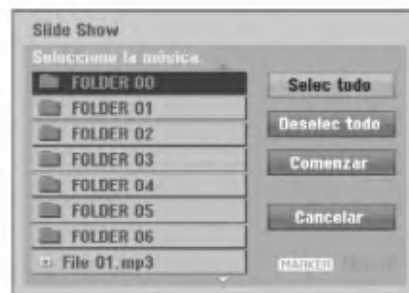 Slide Show
Seleccione la música.
FOLDER 00
FOLDER 01
FOLDER 02
FOLDER 03
FOLDER 04
FOLDER 05
FOLDER 06
File 01.mp3
Selec todo
Deselec todo
Comenzar
Cancelar
MARKER